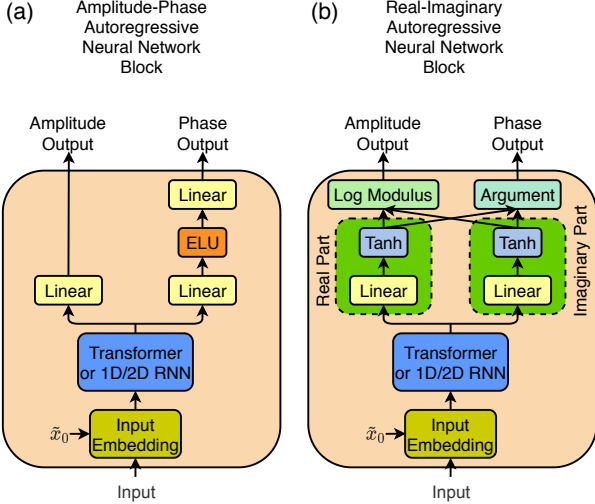 (a)
Amplitude-Phase
Autoregressive
Neural Network
Block
Amplitude
Output
Phase
Output
Linear
ELU
Linear
Linear
Transformer
or 1D/2D RNN
Input
Embedding
x̃₀
Input
(b)
Real-Imaginary
Autoregressive
Neural Network
Block
Amplitude
Output
Phase
Output
Log Modulus
Argument
Real Part
Tanh
Linear
Tanh
Linear
Imaginary Part
Transformer
or 1D/2D RNN
Input
Embedding
x̃₀
Input